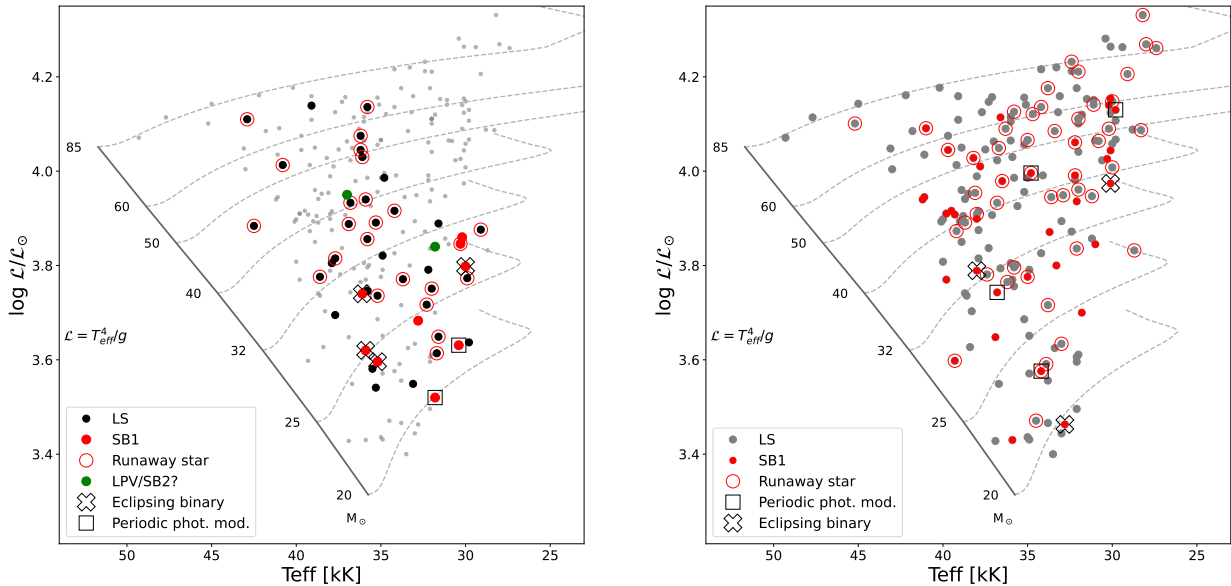 log ℒ/ℒ⊙
4.2
4.0
3.8
3.6
3.4
85
60
50
40
32
25
20
M⊙
ℒ = T⁴eff/g
LS
SB1
Runaway star
LPV/SB2?
Eclipsing binary
Periodic phot. mod.
50 45 40 35 30 25
Teff [kK]
log ℒ/ℒ⊙
4.2
4.0
3.8
3.6
3.4
85
60
50
40
32
25
20
M⊙
ℒ = T⁴eff/g
LS
SB1
Runaway star
Periodic phot. mod.
Eclipsing binary
50 45 40 35 30 25
Teff [kK]